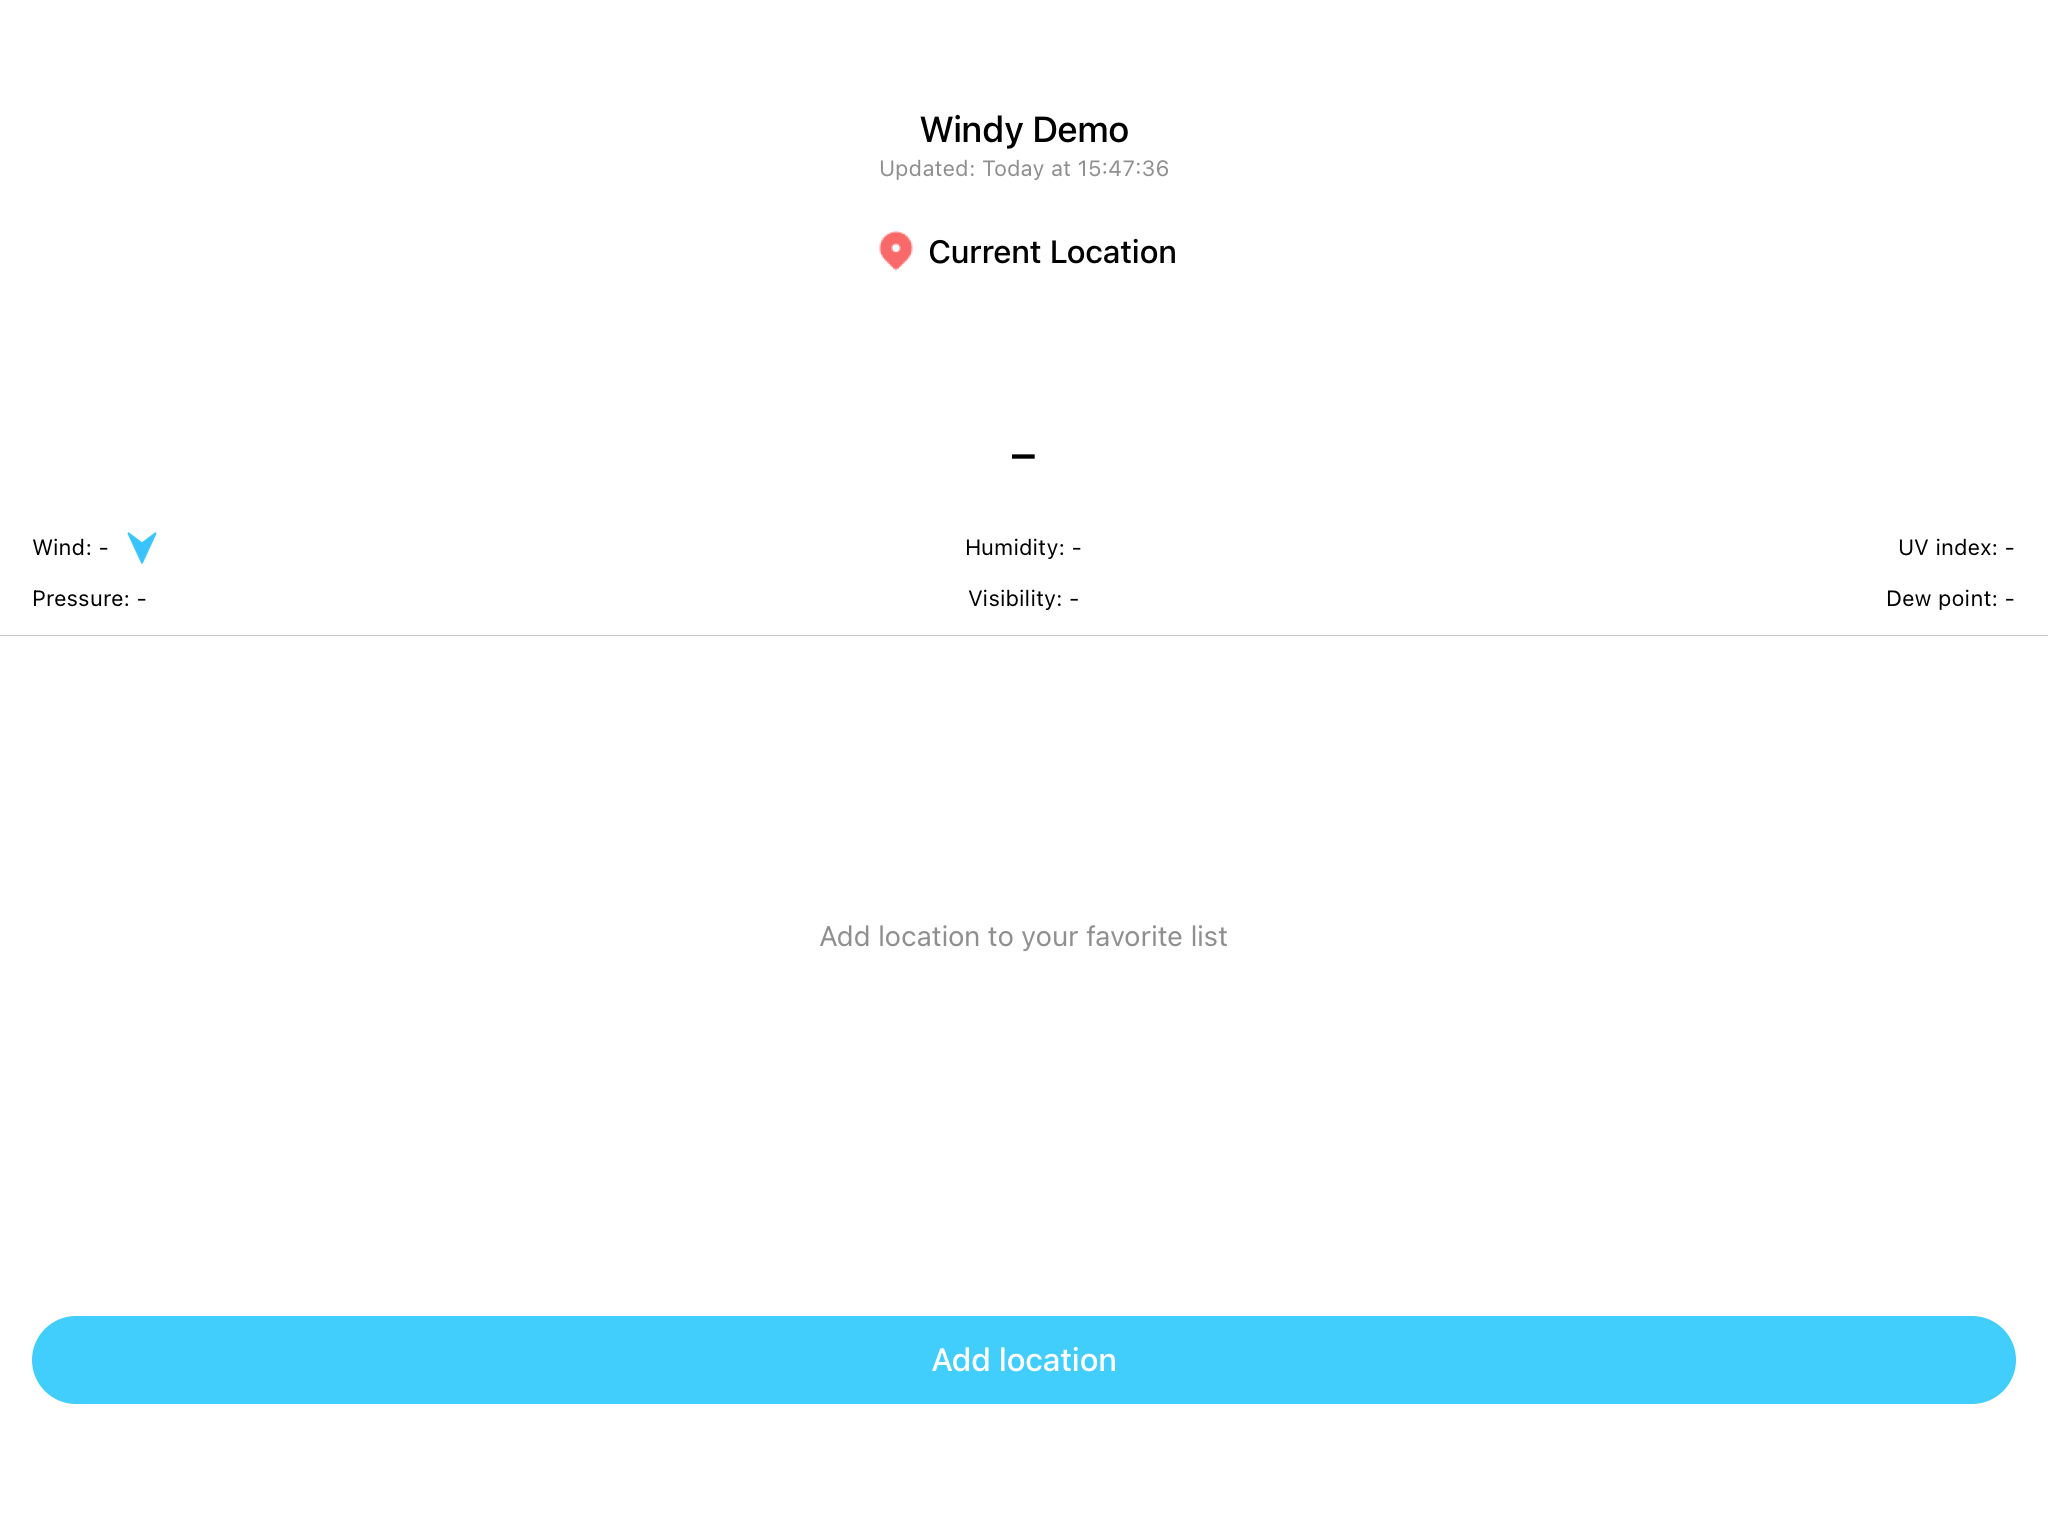 Windy Demo
Updated: Today at 15:47:36
Current Location
–
Wind: -
Humidity: -
UV index: -
Pressure: -
Visibility: -
Dew point: -
Add location to your favorite list
Add location